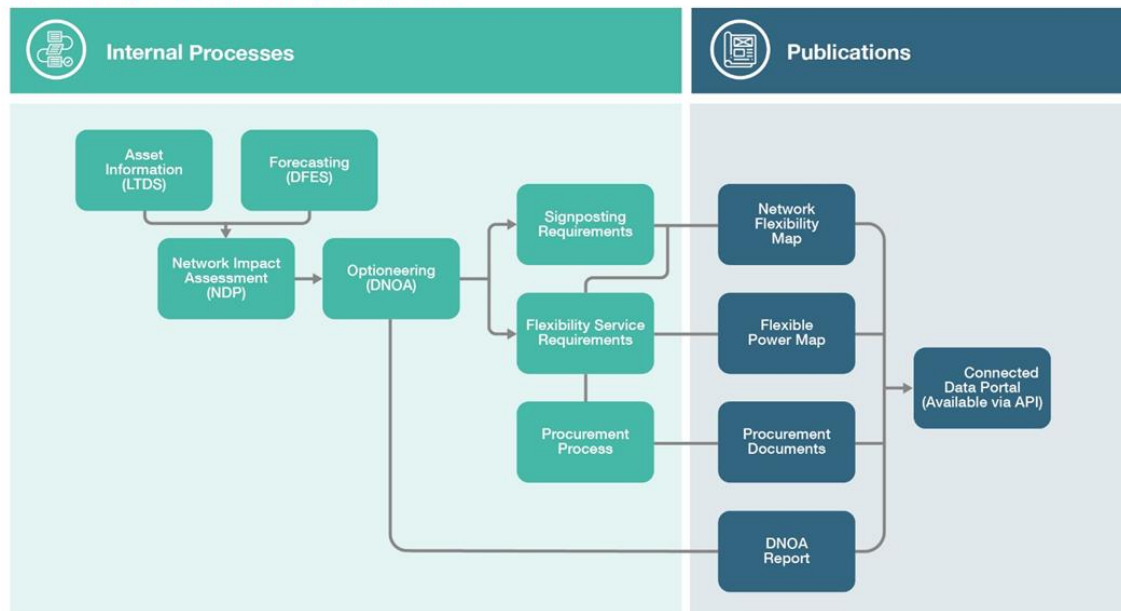 Internal Processes
Publications
Asset
Information
(LTDS)
Forecasting
(DFES)
Signposting
Requirements
Network
Flexibility
Map
Network Impact
Assessment
(NDP)
Optioneering
(DNOA)
Flexibility Service
Requirements
Flexible
Power Map
Connected
Data Portal
(Available via API)
Procurement
Process
Procurement
Documents
DNOA
Report